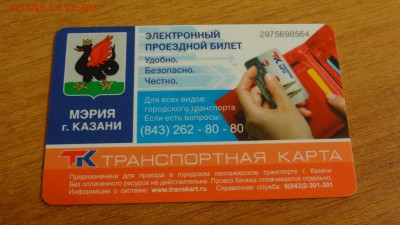 ЭЛЕКТРОННЫЙ
ПРОЕЗДНОЙ БИЛЕТ
2975698564
Удобно.
Безопасно.
Честно.
МЭРИЯ
г. КАЗАНИ
Для всех видов
городского транспорта
Если есть вопросы:
(843) 262 - 80 - 80
ТК ТРАНСПОРТНАЯ КАРТА
Предназначена для проезда в городском пассажирском транспорте г. Казани.
Без оплаченного ресурса не действительна. Провоз багажа оплачивается отдельно.
Информация о системе: www.transkart.ru Справочная служба: 8(843)2-301-301